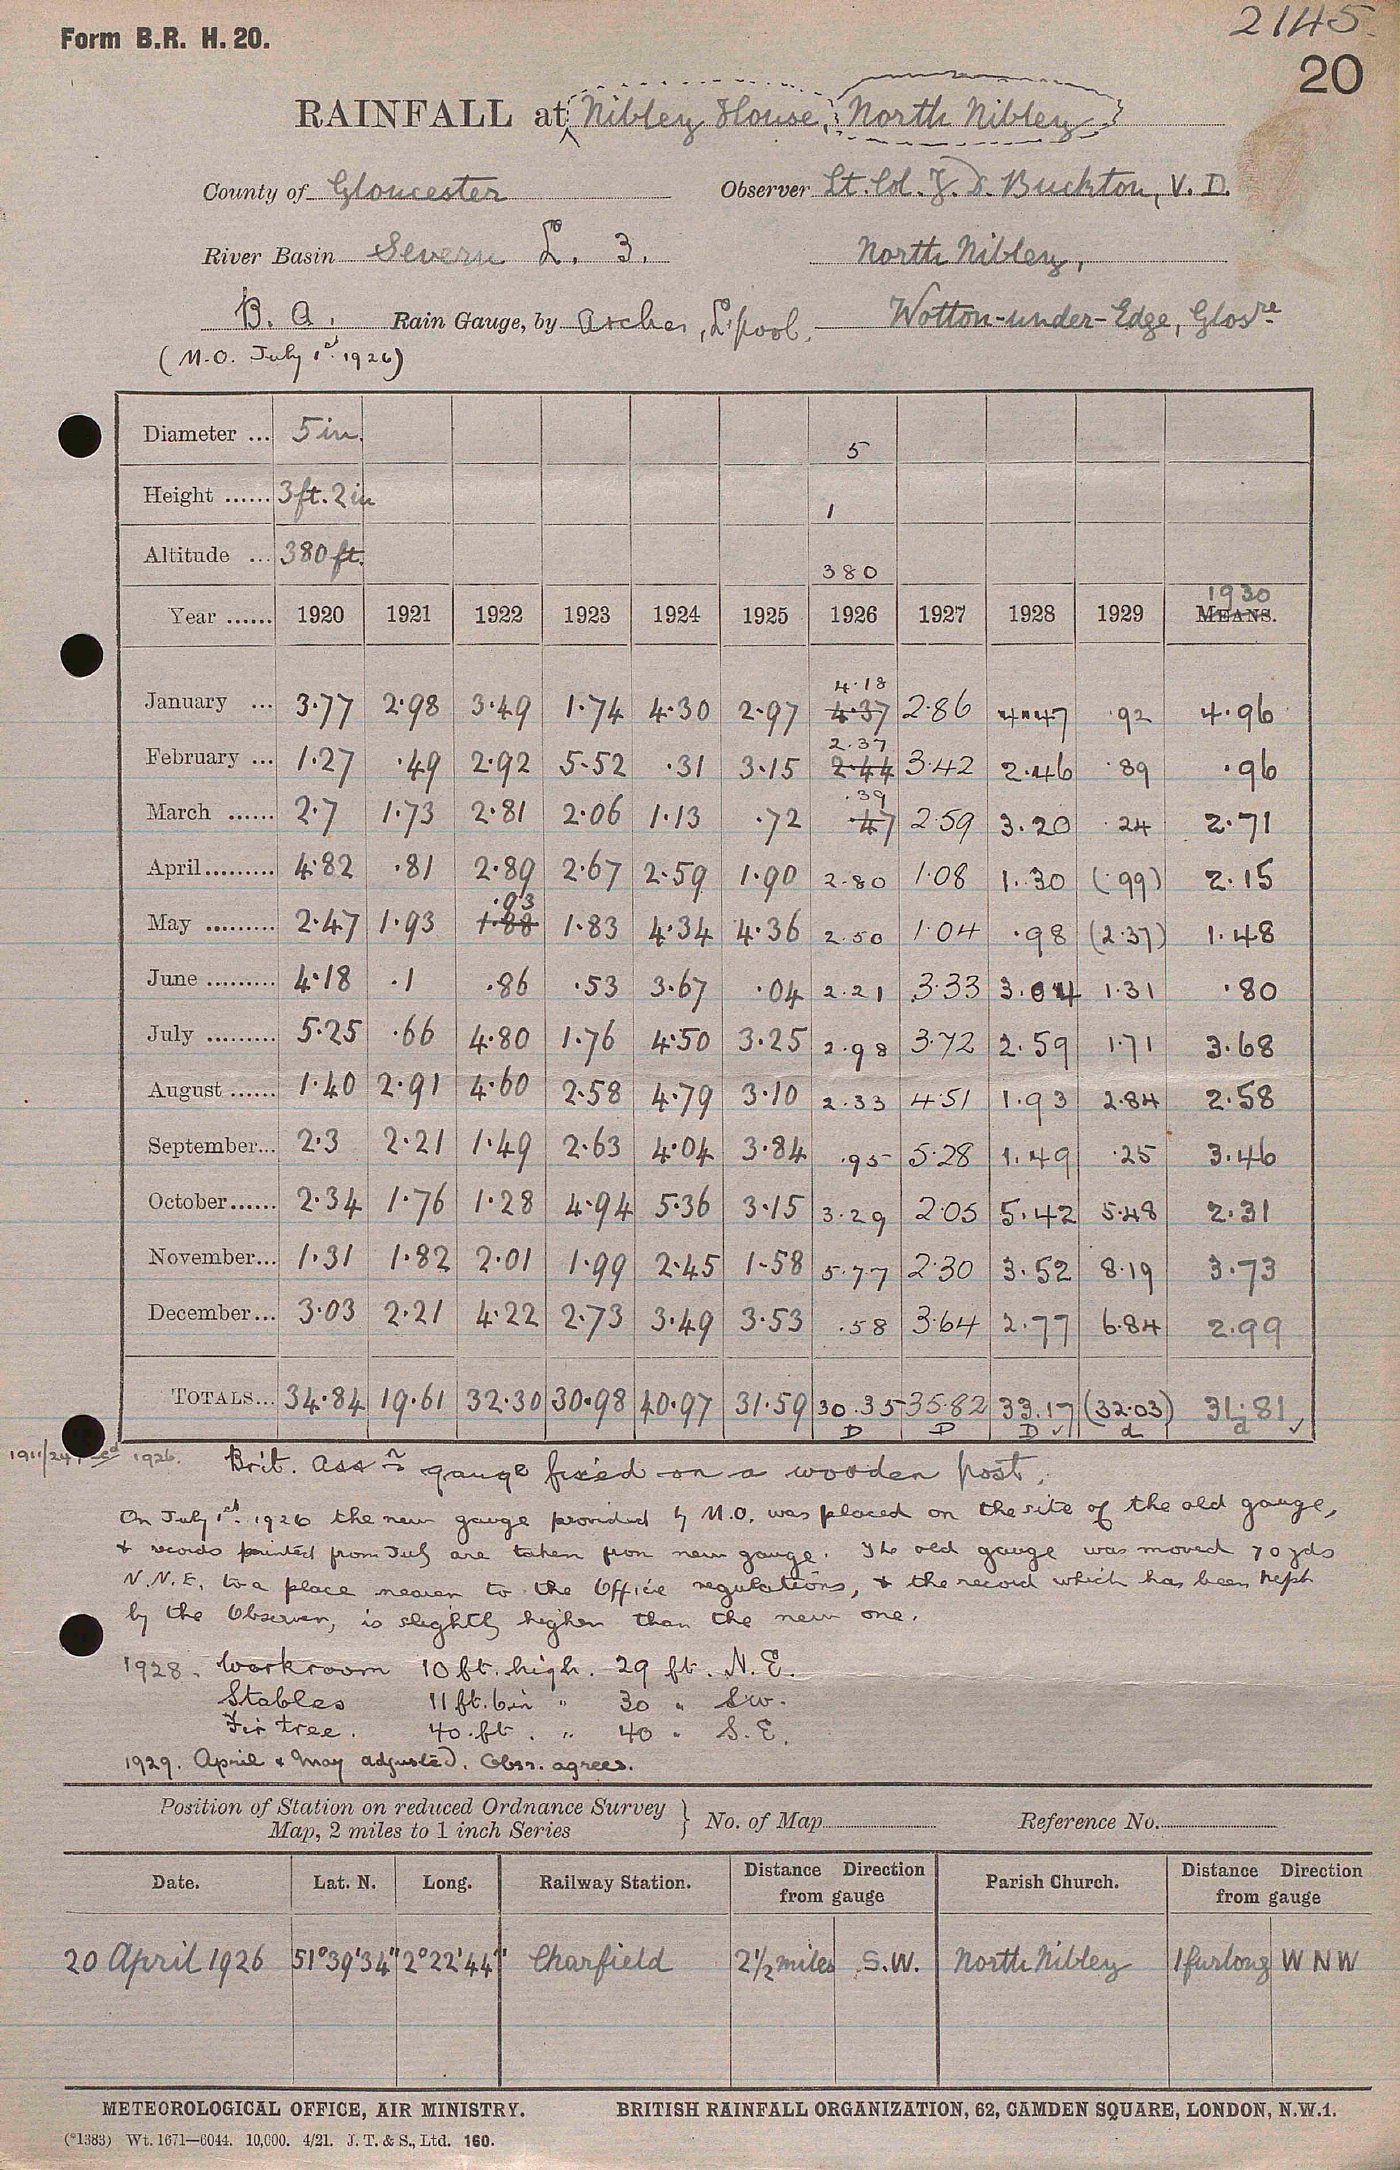 2145.
Form B.R. H. 20.
20
RAINFALL at Nibley House, North Nibley
County of Gloucester Observer Lt. Col. J. D. Buckton, V. D.
River Basin Severn L. 3. North Nibley,
B. A. Rain Gauge, by Archer, L'pool. Wotton-under-Edge, Glosre
(M.O. July 1st 1926)
Diameter ... 5 in. 5
Height ...... 3 ft. 2 in 1
Altitude ... 380 ft. 380
1930
Year ...... 1920 1921 1922 1923 1924 1925 1926 1927 1928 1929 MEANS.
4.18
January ... 3.77 2.98 3.49 1.74 4.30 2.97 4.37 2.86 4.47 .92 4.96
2.37
February ... 1.27 .49 2.92 5.52 .31 3.15 2.44 3.42 2.46 .89 .96
.39
March ...... 2.7 1.73 2.81 2.06 1.13 .72 .47 2.59 3.20 .24 2.71
April ......... 4.82 .81 2.89 2.67 2.59 1.90 2.80 1.08 1.30 (.99) 2.15
.93
May ......... 2.47 1.93 1.88 1.83 4.34 4.36 2.50 1.04 .98 (2.37) 1.48
June ......... 4.18 .1 .86 .53 3.67 .04 2.21 3.33 3.04 1.31 .80
July ......... 5.25 .66 4.80 1.76 4.50 3.25 2.98 3.72 2.59 1.71 3.68
August ...... 1.40 2.91 4.60 2.58 4.79 3.10 2.33 4.51 1.93 2.84 2.58
September... 2.3 2.21 1.49 2.63 4.04 3.84 .95 5.28 1.49 .25 3.46
October...... 2.34 1.76 1.28 4.94 5.36 3.15 3.29 2.05 5.42 5.48 2.31
November... 1.31 1.82 2.01 1.99 2.45 1.58 5.77 2.30 3.52 8.19 3.73
December... 3.03 2.21 4.22 2.73 3.49 3.53 .58 3.64 2.77 6.84 2.99
TOTALS... 34.84 19.61 32.30 30.98 40.97 31.59 30.35 35.82 33.17 (32.03) 31.81
D D D ✓ d d ✓
1926. Brit. Assn gauge fixed on a wooden post.
On July 1st 1926 the new gauge provided by M.O. was placed on the site of the old gauge,
& records printed from July are taken from new gauge. The old gauge was moved 70 yds
N.N.E. to a place nearer to the Office regulations, & the record which has been kept
by the Observer, is slightly higher than the new one.
1928. Workroom 10 ft. high. 29 ft. N.E.
Stables 11 ft. 6 in " 30 " SW.
Fir tree. 40. ft. " 40 " S.E.
1929. April & May adjusted. Obsr. agrees.
Position of Station on reduced Ordnance Survey
Map, 2 miles to 1 inch Series } No. of Map Reference No.
Date. Lat. N. Long. Railway Station. Distance Direction from gauge Parish Church. Distance Direction from gauge
20 April 1926 51°39'34" 2°22'44" Charfield 2½ miles S.W. North Nibley 1 furlong W N W
METEOROLOGICAL OFFICE, AIR MINISTRY. BRITISH RAINFALL ORGANIZATION, 62, CAMDEN SQUARE, LONDON, N.W.1.
(*1383) Wt. 1671—6044. 10,000. 4/21. J. T. & S., Ltd. 160.